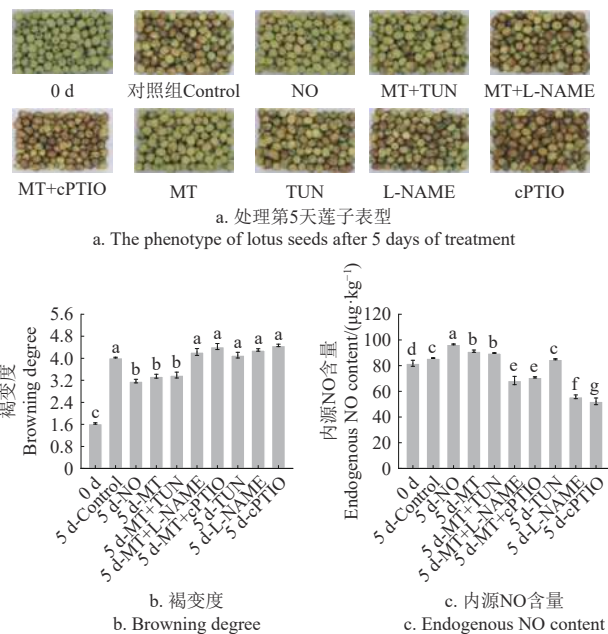 0 d
对照组Control
NO
MT+TUN
MT+L-NAME
MT+cPTIO
MT
TUN
L-NAME
cPTIO
a. 处理第5天莲子表型
a. The phenotype of lotus seeds after 5 days of treatment
褐变度
Browning degree
5.6
4.8
4.0
3.2
2.4
1.6
0.8
0
c
a
b
b
b
a
a
a
a
a
0 d
5 d-Control
5 d-NO
5 d-MT
5 d-MT+TUN
5 d-MT+L-NAME
5 d-MT+cPTIO
5 d-TUN
5 d-L-NAME
5 d-cPTIO
b. 褐变度
b. Browning degree
内源NO含量
Endogenous NO content/(μg·kg⁻¹)
120
100
80
60
40
20
0
d
c
a
b
b
e
e
c
f
g
0 d
5 d-Control
5 d-NO
5 d-MT
5 d-MT+TUN
5 d-MT+L-NAME
5 d-MT+cPTIO
5 d-TUN
5 d-L-NAME
5 d-cPTIO
c. 内源NO含量
c. Endogenous NO content